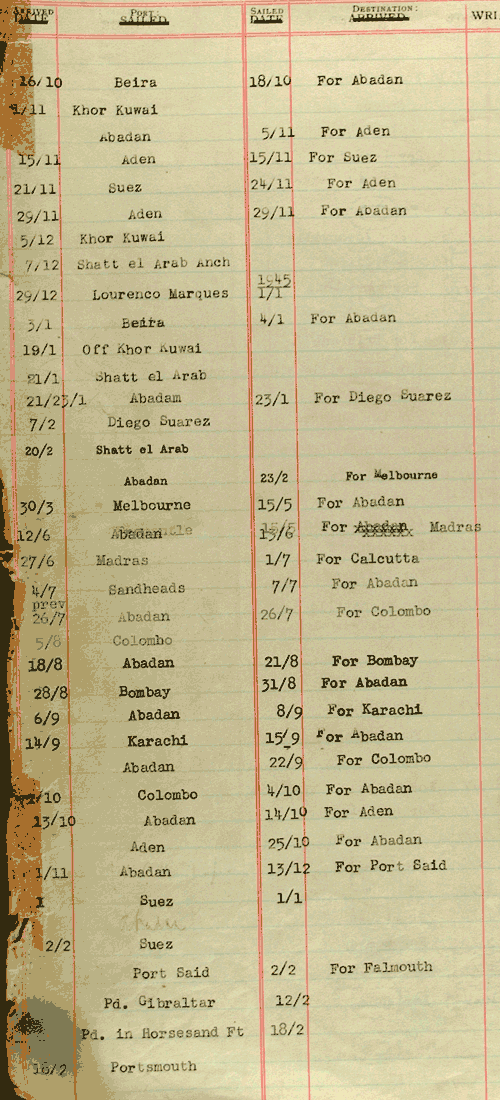 ARRIVED DATE PORT: SAILED SAILED DATE DESTINATION: ARRIVED WRI
16/10 Beira 18/10 For Abadan
1/11 Khor Kuwai
Abadan 5/11 For Aden
15/11 Aden 15/11 For Suez
21/11 Suez 24/11 For Aden
29/11 Aden 29/11 For Abadan
5/12 Khor Kuwai
7/12 Shatt el Arab Anch
1945
29/12 Lourenco Marques 1/1
3/1 Beira 4/1 For Abadan
19/1 Off Khor Kuwai
21/1 Shatt el Arab
21/23/1 Abadam 23/1 For Diego Suarez
7/2 Diego Suarez
20/2 Shatt el Arab
Abadan 23/2 For Melbourne
30/3 Melbourne 15/5 For Abadan
12/6 Abadan 13/6 For Abadan Madras
27/6 Madras 1/7 For Calcutta
4/7 Sandheads 7/7 For Abadan
prev
26/7 Abadan 26/7 For Colombo
5/8 Colombo
18/8 Abadan 21/8 For Bombay
28/8 Bombay 31/8 For Abadan
6/9 Abadan 8/9 For Karachi
14/9 Karachi 15/9 For Abadan
Abadan 22/9 For Colombo
/10 Colombo 4/10 For Abadan
13/10 Abadan 14/10 For Aden
Aden 25/10 For Abadan
1/11 Abadan 13/12 For Port Said
1 Suez 1/1
2/2 Suez
Port Said 2/2 For Falmouth
Pd. Gibraltar 12/2
Pd. in Horsesand Ft 18/2
18/2 Portsmouth